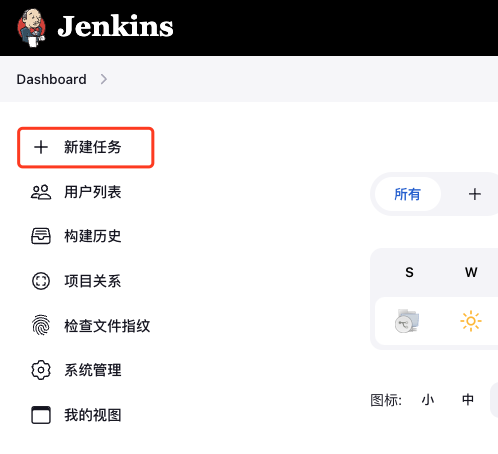 Jenkins
Dashboard
新建任务
用户列表
构建历史
项目关系
检查文件指纹
系统管理
我的视图
所有
S W
图标: 小 中